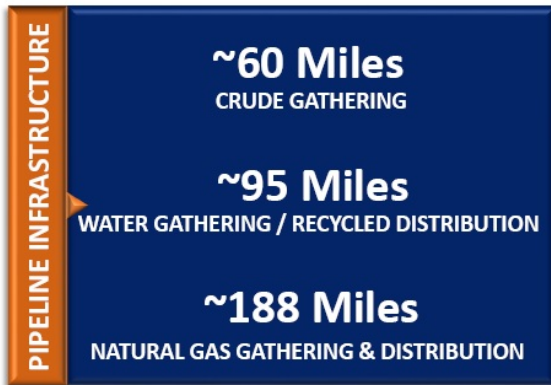 PIPELINE INFRASTRUCTURE
~60 Miles
CRUDE GATHERING
~95 Miles
WATER GATHERING / RECYCLED DISTRIBUTION
~188 Miles
NATURAL GAS GATHERING & DISTRIBUTION